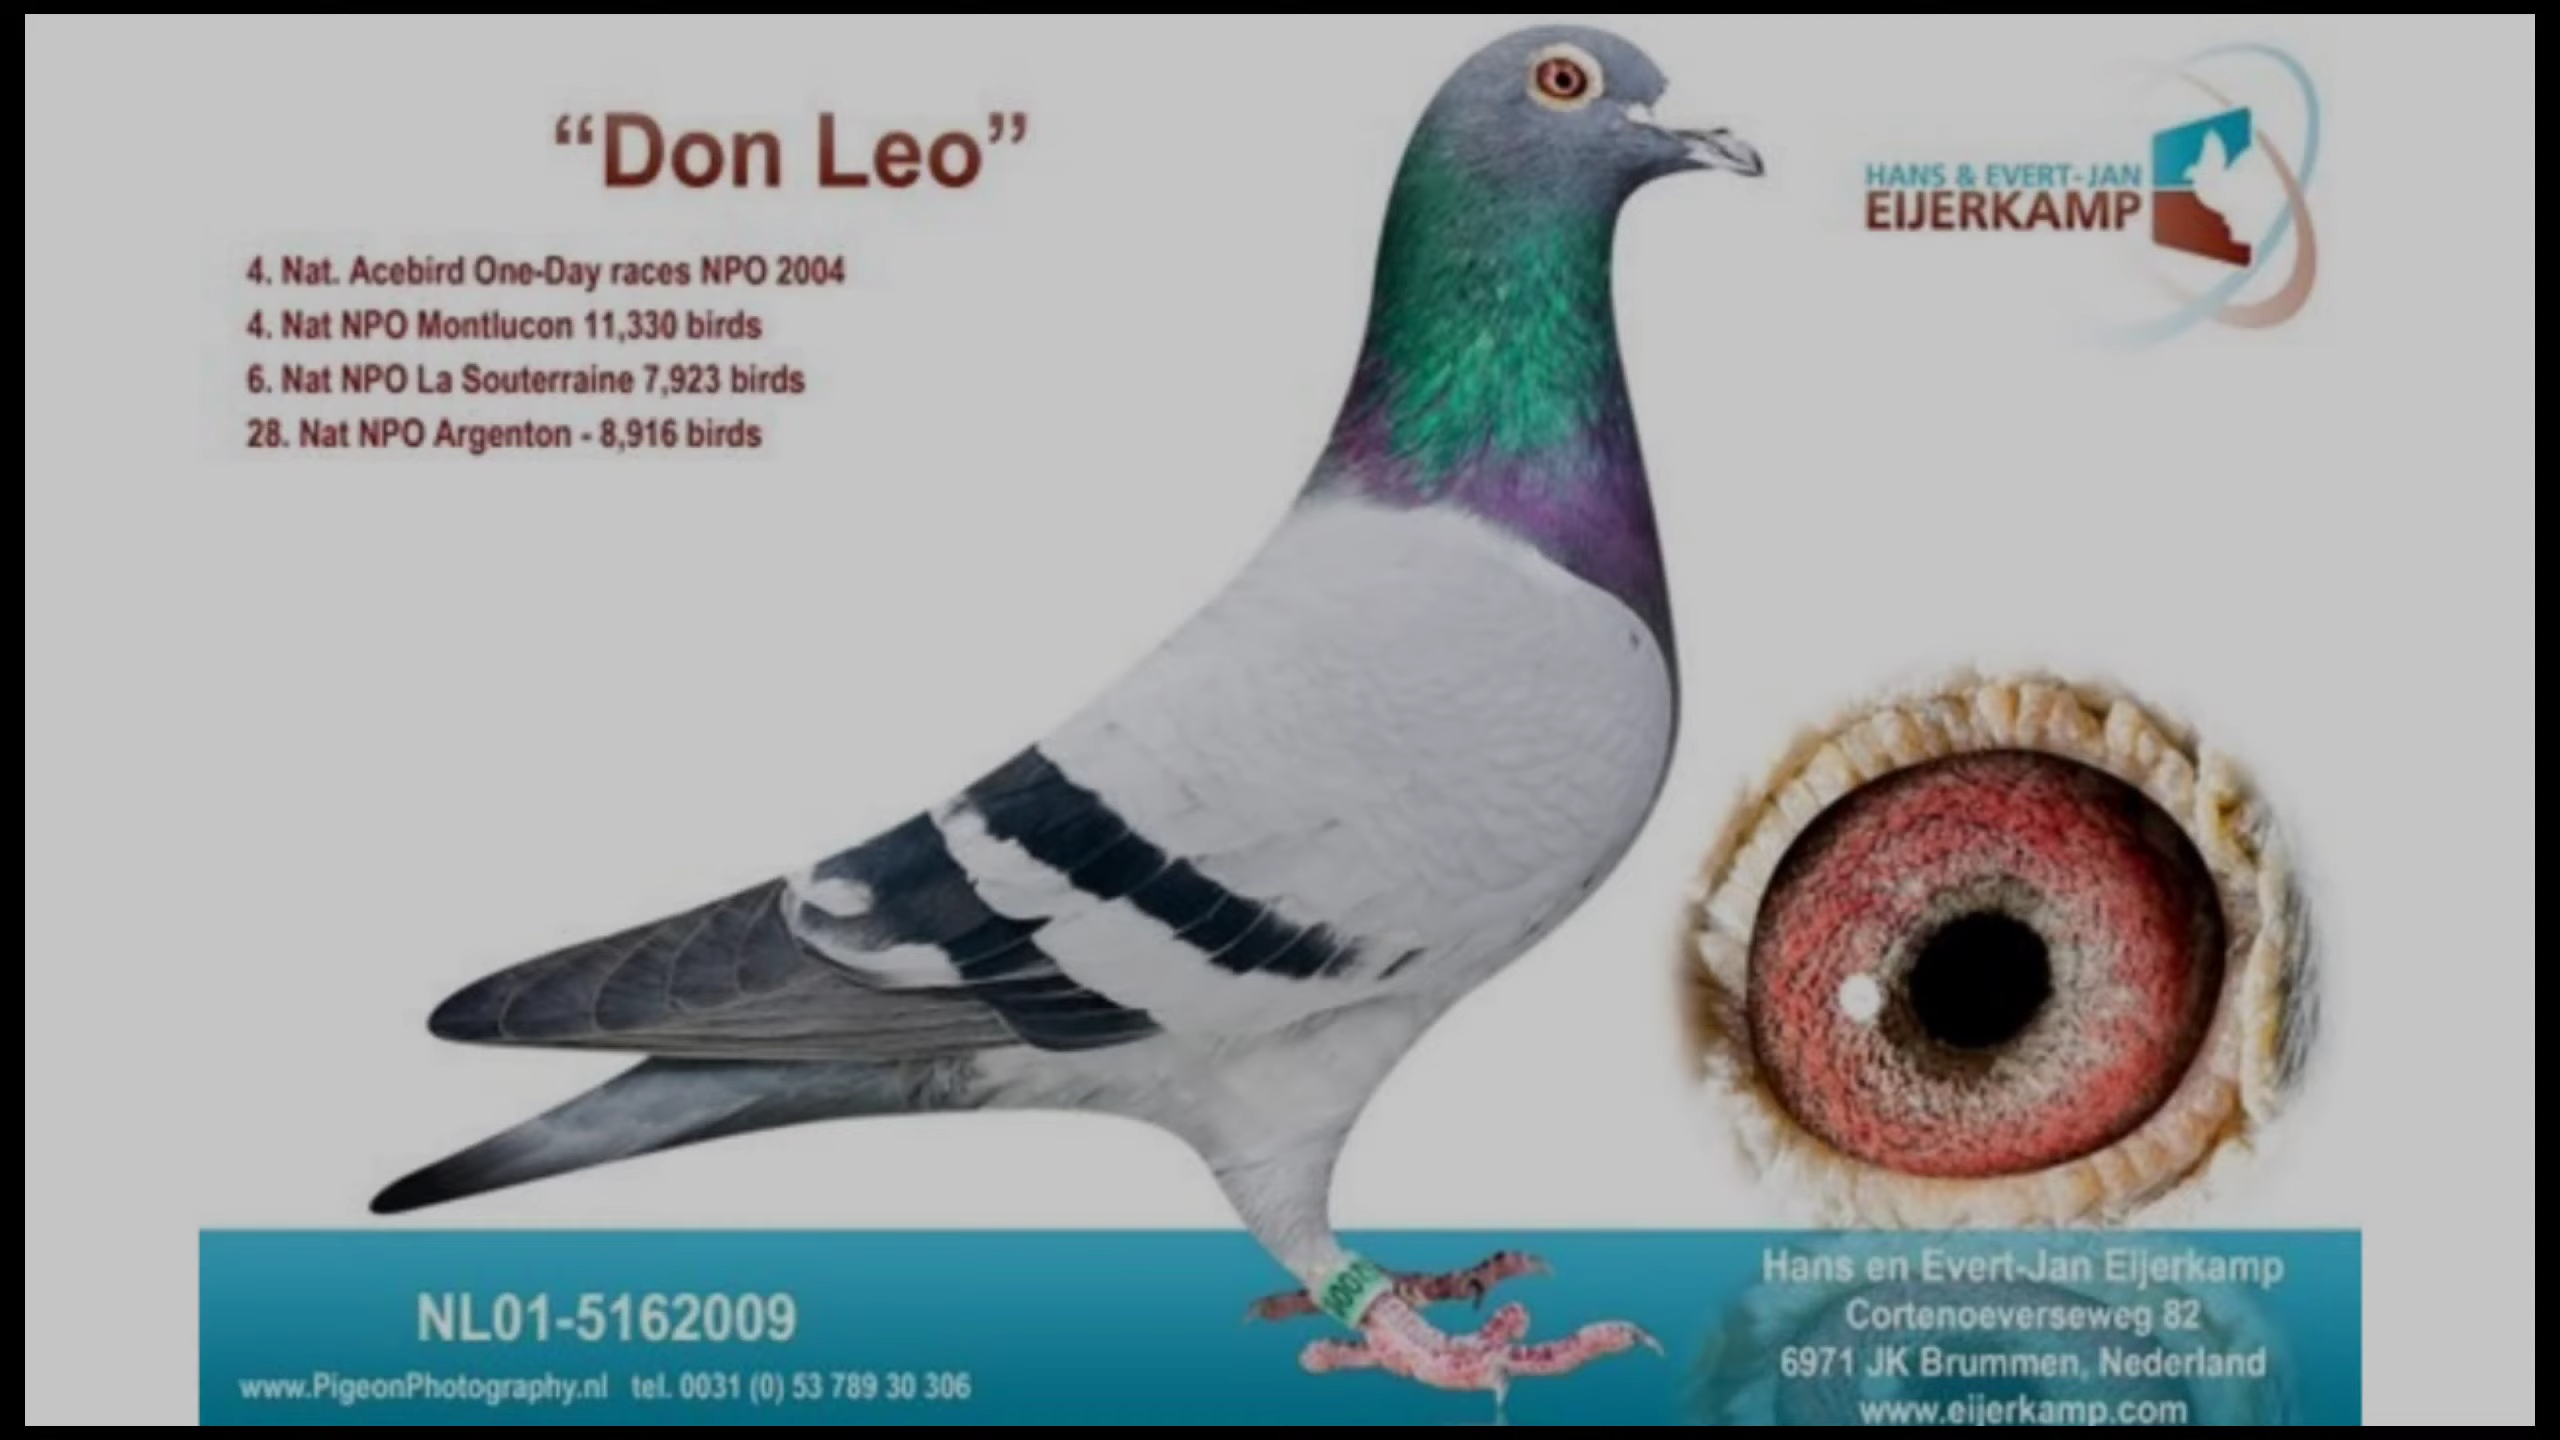 “Don Leo”
4. Nat. Acebird One-Day races NPO 2004
4. Nat NPO Montlucon 11,330 birds
6. Nat NPO La Souterraine 7,923 birds
28. Nat NPO Argenton - 8,916 birds
HANS & EVERT-JAN
EIJERKAMP
NL01-5162009
www.PigeonPhotography.nl tel. 0031 (0) 53 789 30 306
Hans en Evert-Jan Eijerkamp
Cortenoeverseweg 82
6971 JK Brummen, Nederland
www.eijerkamp.com